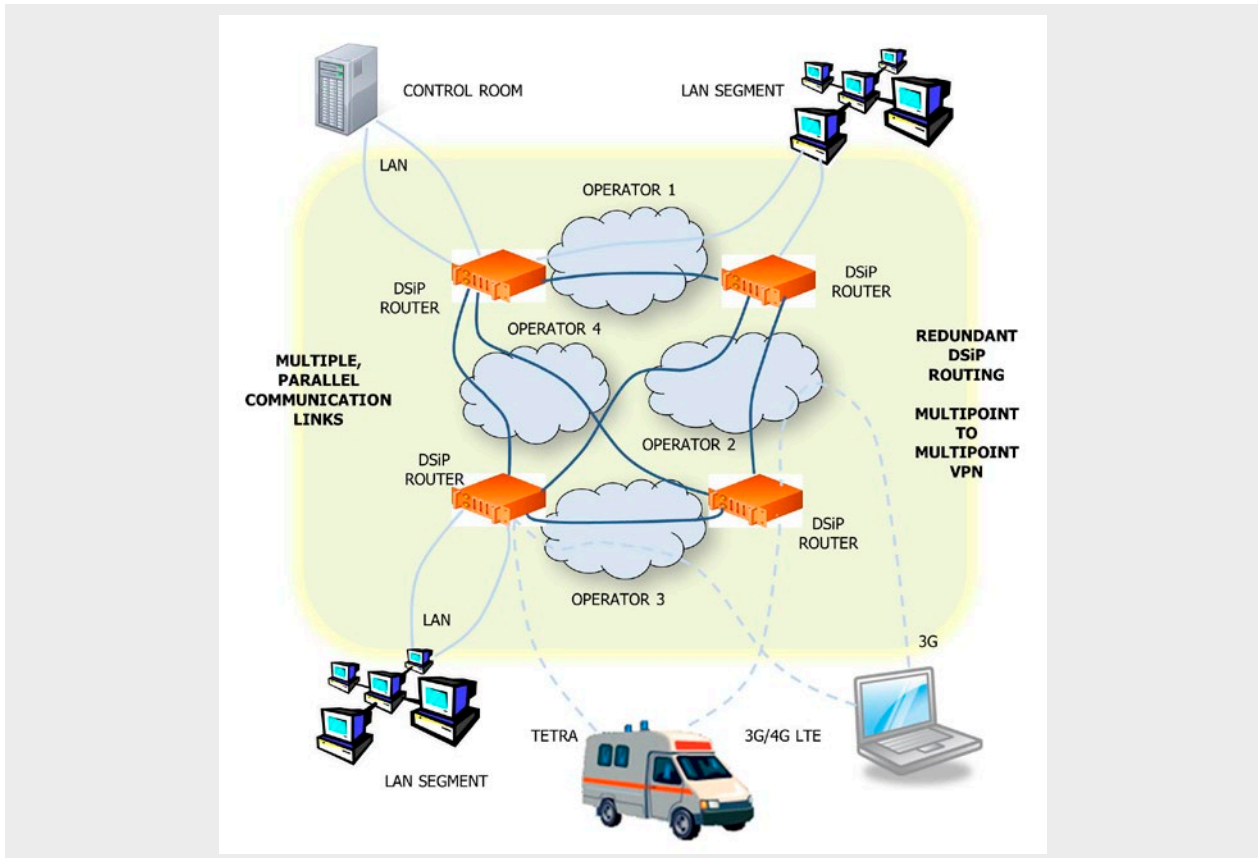 CONTROL ROOM
LAN SEGMENT
LAN
OPERATOR 1
DSiP
ROUTER
DSiP
ROUTER
OPERATOR 4
MULTIPLE,
PARALLEL
COMMUNICATION
LINKS
REDUNDANT
DSiP
ROUTING
MULTIPOINT
TO
MULTIPOINT
VPN
OPERATOR 2
DSiP
ROUTER
DSiP
ROUTER
OPERATOR 3
LAN
3G
TETRA
3G/4G LTE
LAN SEGMENT